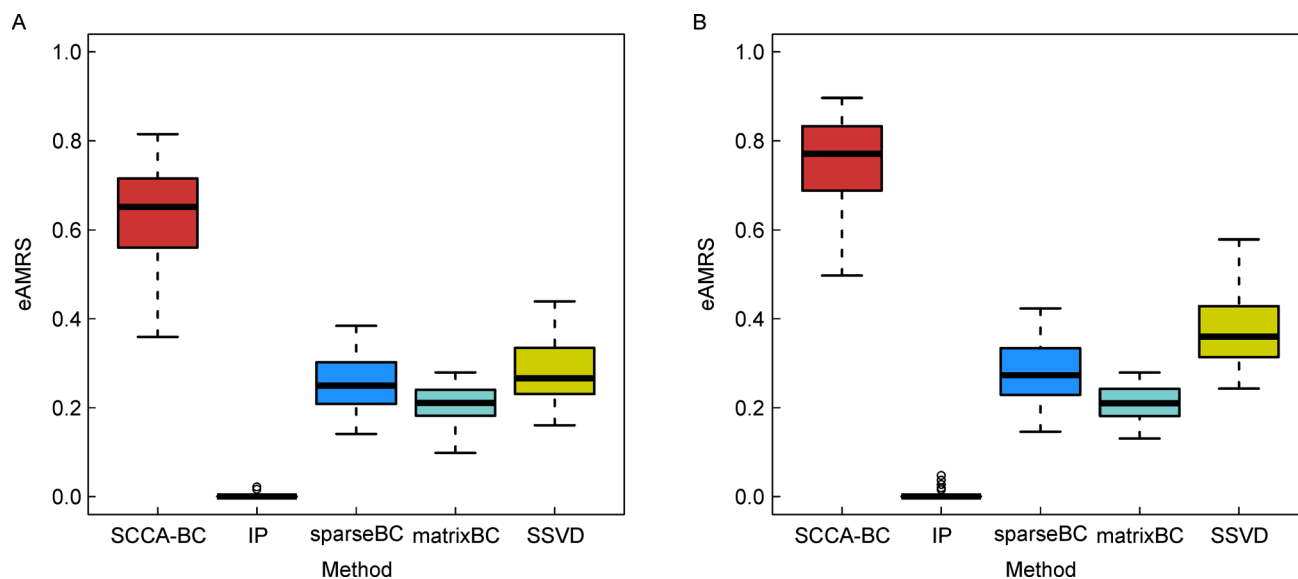 A
1.0
0.8
0.6
0.4
0.2
0.0
eAMRS
SCCA-BC IP sparseBC matrixBC SSVD
Method
B
1.0
0.8
0.6
0.4
0.2
0.0
eAMRS
SCCA-BC IP sparseBC matrixBC SSVD
Method